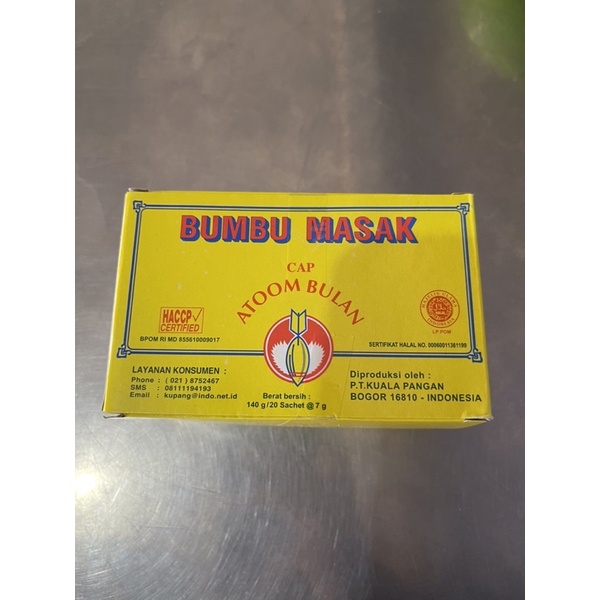 BUMBU MASAK
CAP
ATOOM BULAN
HACCP
CERTIFIED
BPOM RI MD 855610009017
LP POM
SERTIFIKAT HALAL NO. 00060011361199
LAYANAN KONSUMEN :
Phone : ( 021 ) 8752467
SMS : 08111194193
Email : kupang@indo.net.id
Berat bersih :
140 g/20 Sachet @ 7 g
Diproduksi oleh :
P.T.KUALA PANGAN
BOGOR 16810 - INDONESIA